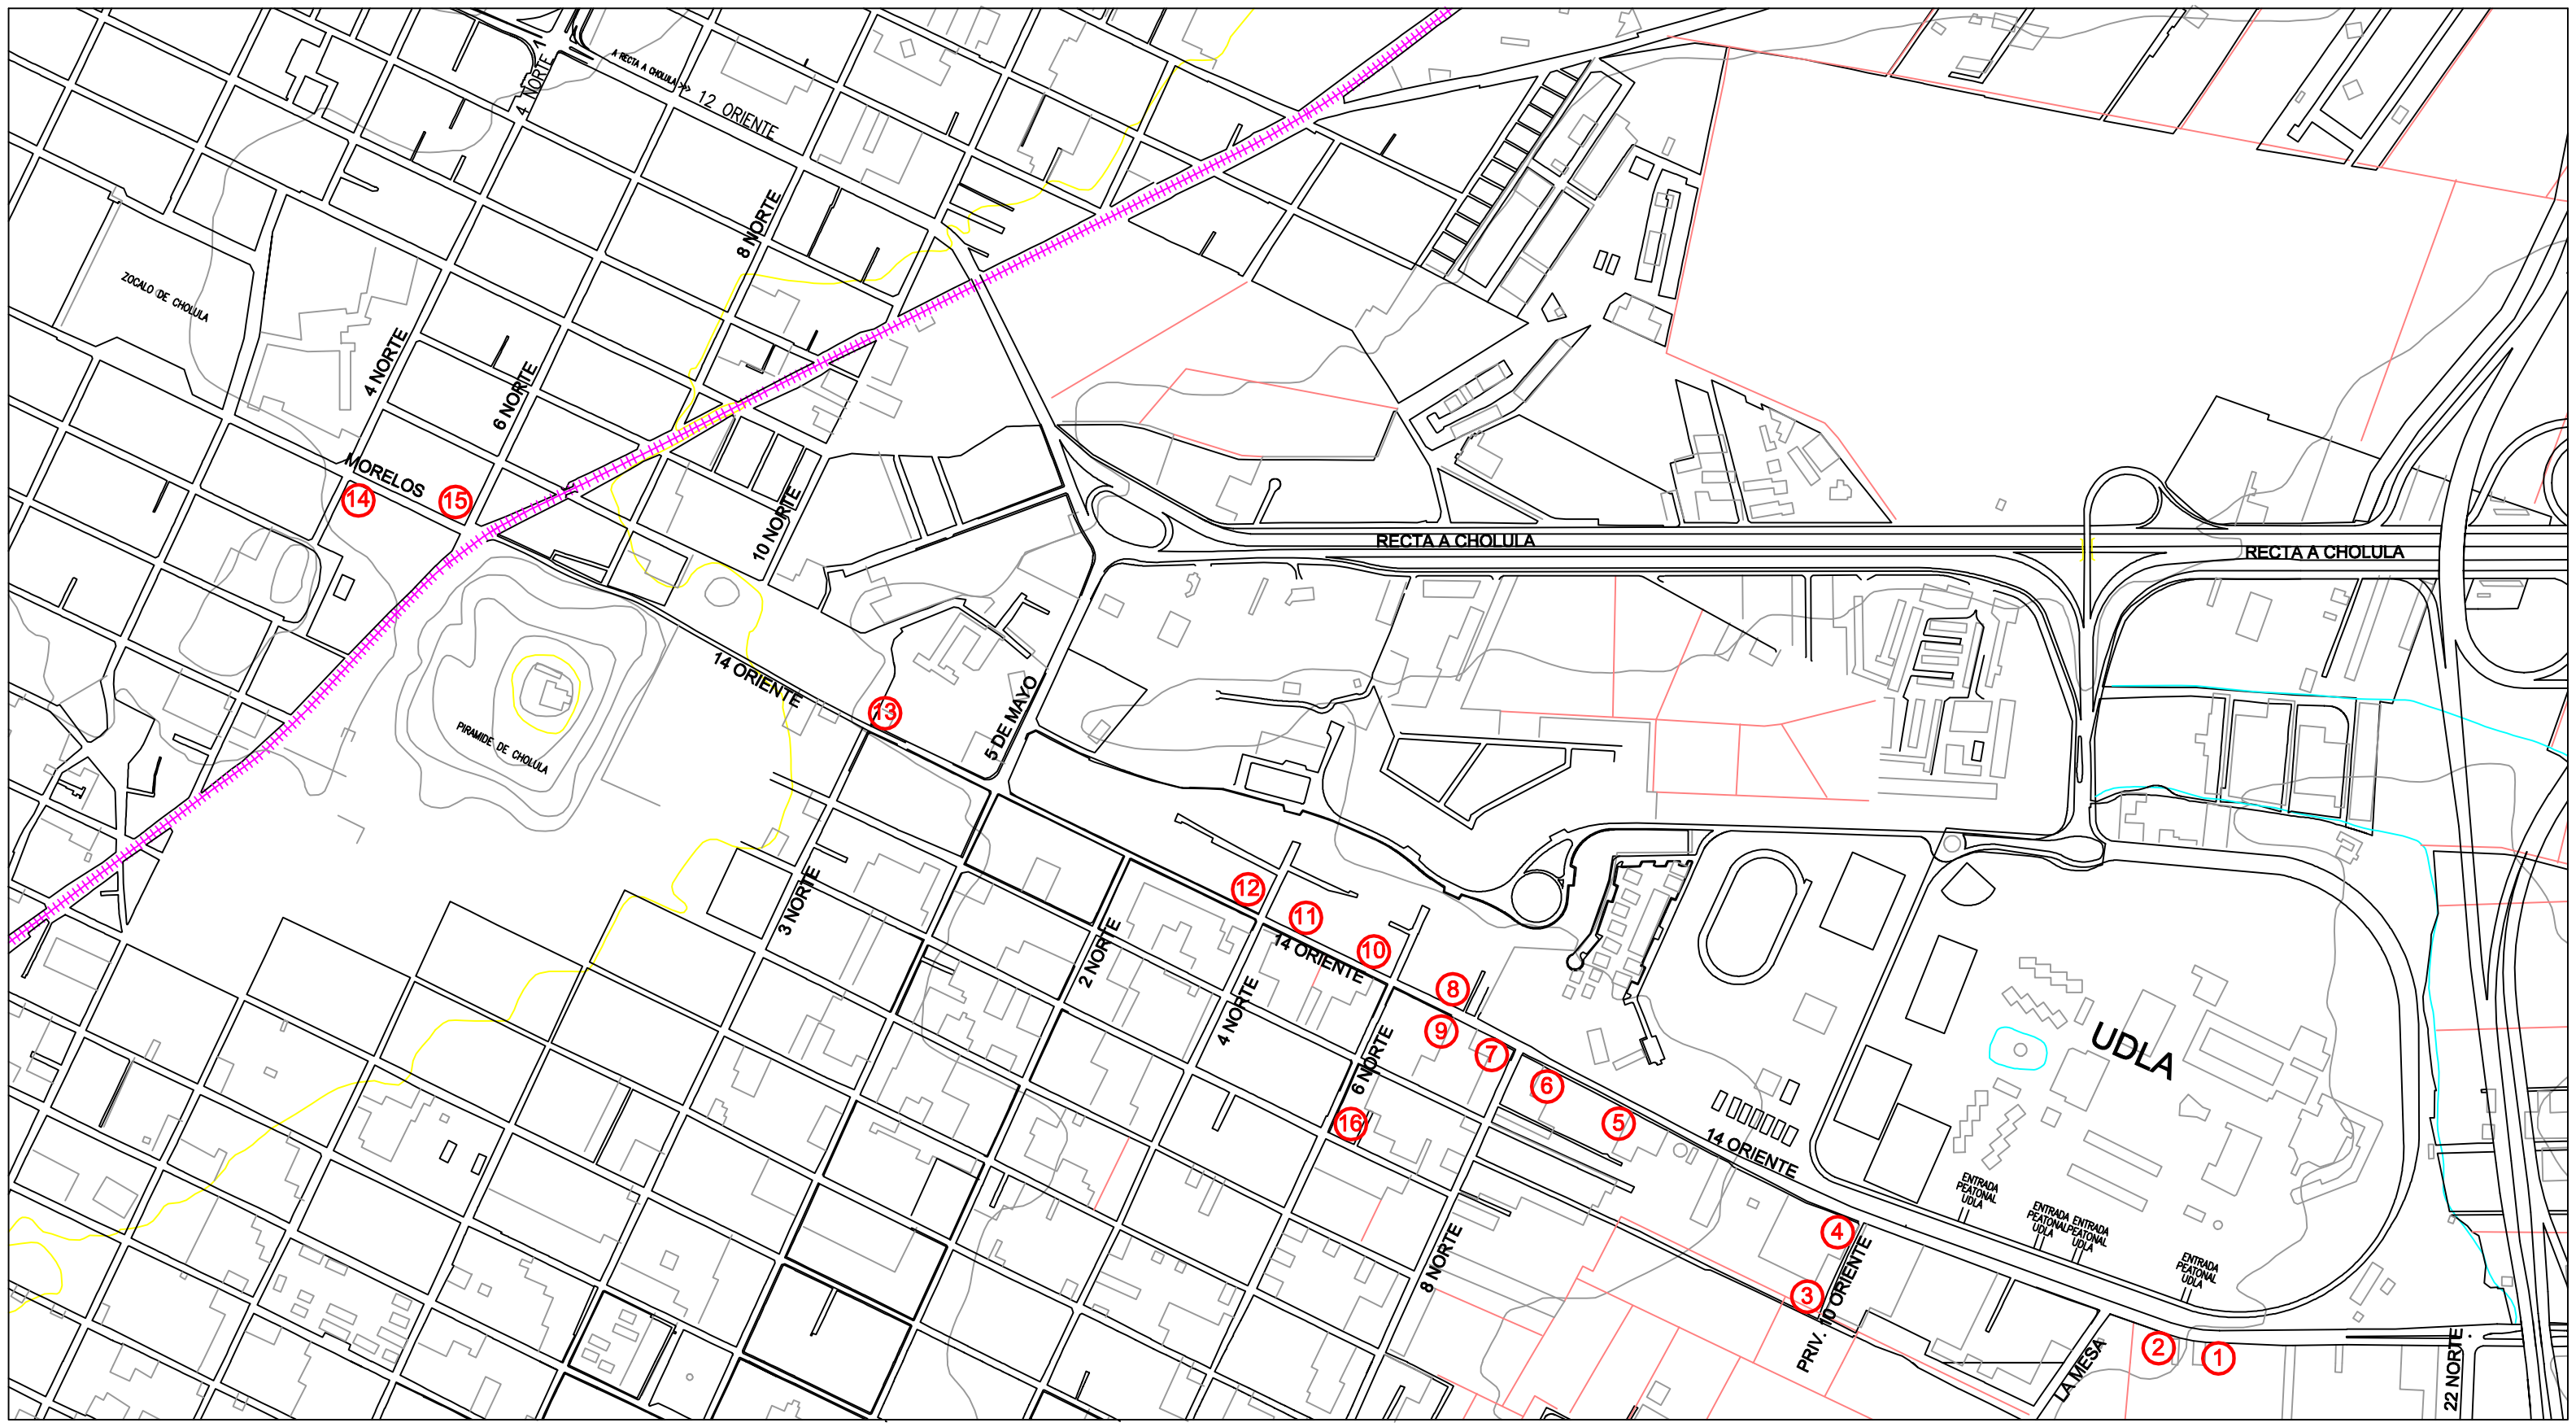 4 NORTE
A RECTA A CHOLULA >>
12 ORIENTE
8 NORTE
ZOCALO DE CHOLULA
4 NORTE
6 NORTE
MORELOS
14
15
10 NORTE
RECTA A CHOLULA
RECTA A CHOLULA
14 ORIENTE
13
5 DE MAYO
PIRAMIDE DE CHOLULA
3 NORTE
2 NORTE
12
11
14 ORIENTE
10
4 NORTE
8
9
7
6 NORTE
16
6
5
14 ORIENTE
UDLA
ENTRADA
PEATONAL
UDLA
ENTRADA
PEATONAL
UDLA
ENTRADA
PEATONAL
UDLA
ENTRADA
PEATONAL
UDLA
8 NORTE
4
3
PRIV. 10 ORIENTE
LA MESA
2
1
22 NORTE